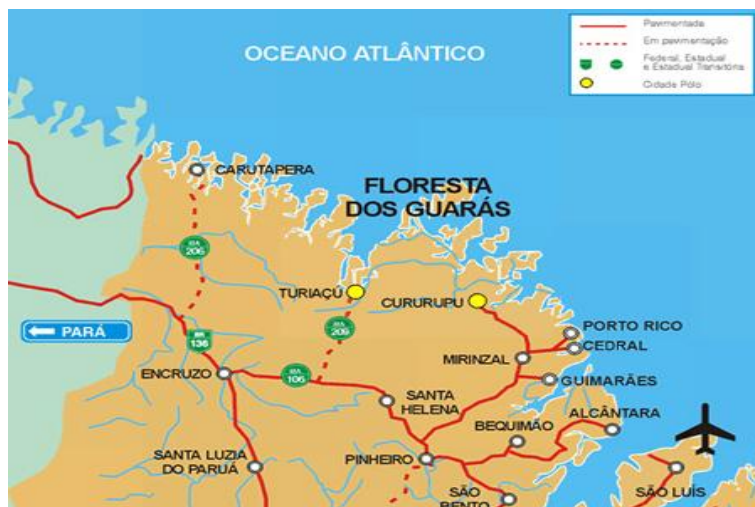 OCEANO ATLÂNTICO
Pavimentada
Em pavimentação
Federal, Estadual
e Estadual Transitória
Cidade Pólo
CARUTAPERA
FLORESTA
DOS GUARÁS
MA
206
TURIAÇÚ
CURURUPU
MA
209
PARÁ
BR
136
PORTO RICO
CEDRAL
MIRINZAL
GUIMARÃES
ENCRUZO
MA
106
SANTA
HELENA
ALCÂNTARA
BEQUIMÃO
SANTA LUZIA
DO PARUÁ
PINHEIRO
SÃO
BENTO
SÃO LUÍS